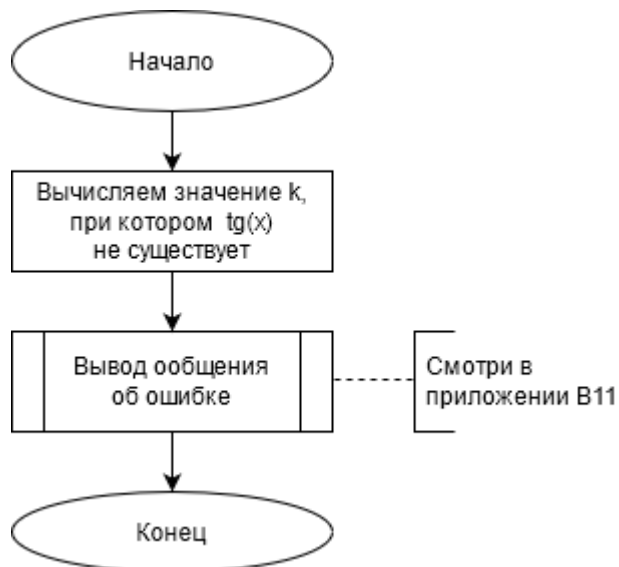 Начало
Вычисляем значение k,
при котором tg(x)
не существует
Вывод ообщения
об ошибке
Смотри в
приложении В11
Конец